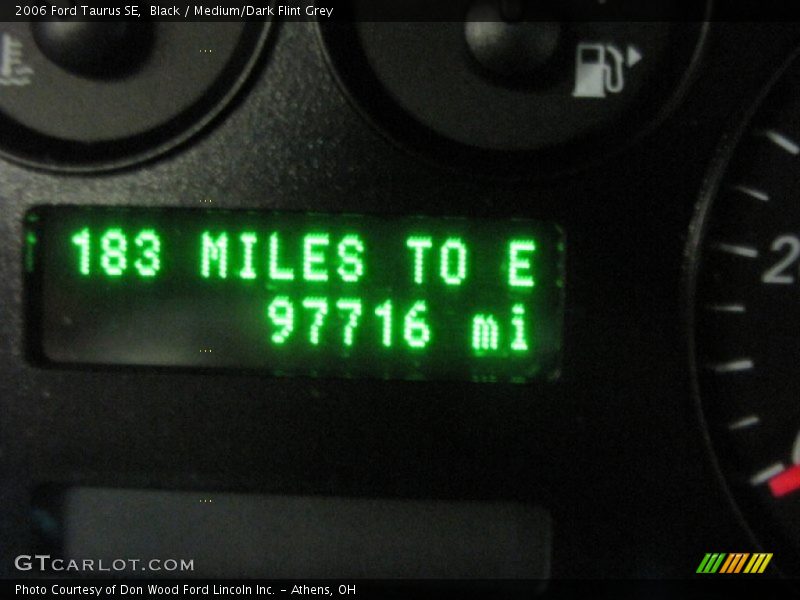 2006 Ford Taurus SE, Black / Medium/Dark Flint Grey
183 MILES TO E
97716 mi
2
GTCARLOT.COM
Photo Courtesy of Don Wood Ford Lincoln Inc. - Athens, OH